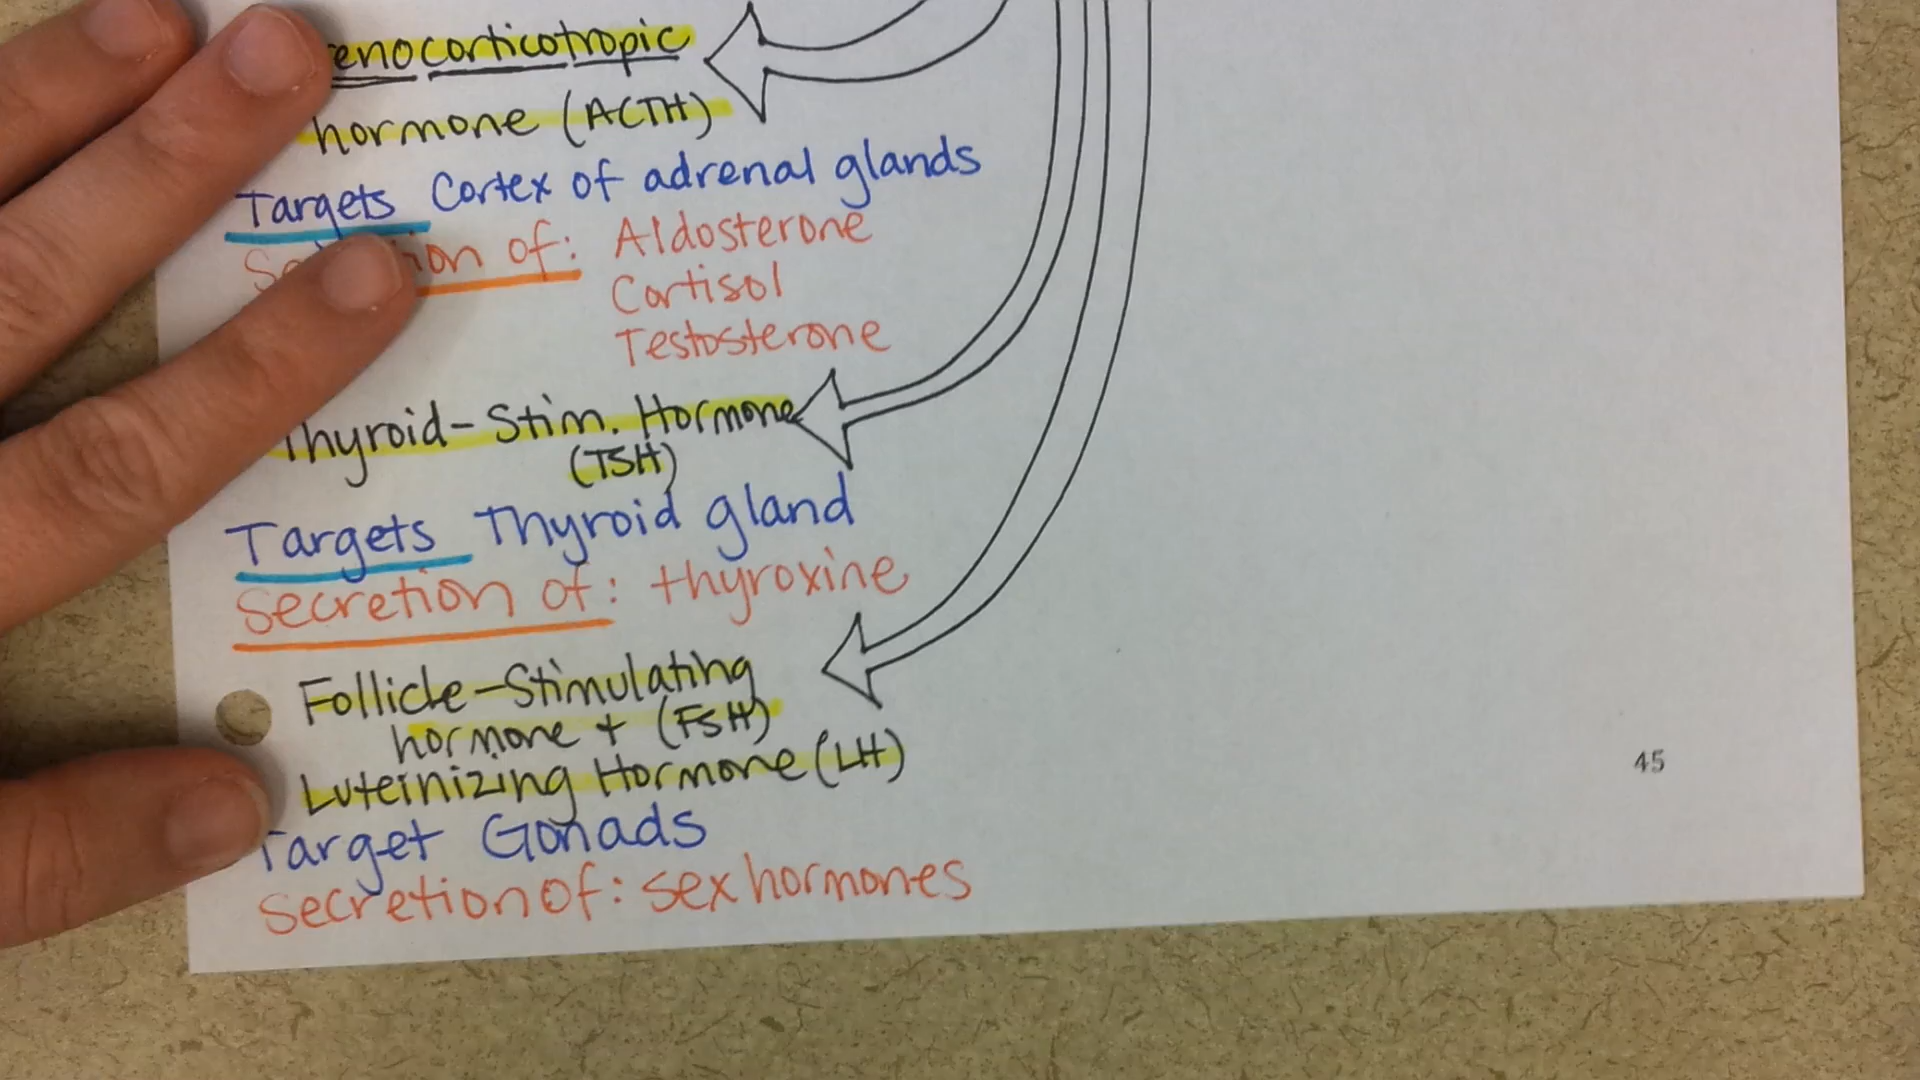 enocorticotropic
hormone (ACTH)
Targets Cortex of adrenal glands
Secretion of: Aldosterone
Cortisol
Testosterone
Thyroid-Stim. Hormone
(TSH)
Targets Thyroid gland
Secretion of: thyroxine
Follicle-Stimulating
hormone + (FSH)
Luteinizing Hormone (LH)
Target Gonads
Secretion of: sex hormones
45